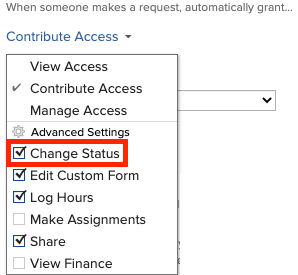 When someone makes a request, automatically grant...
Contribute Access
View Access
Contribute Access
Manage Access
Advanced Settings
Change Status
Edit Custom Form
Log Hours
Make Assignments
Share
View Finance